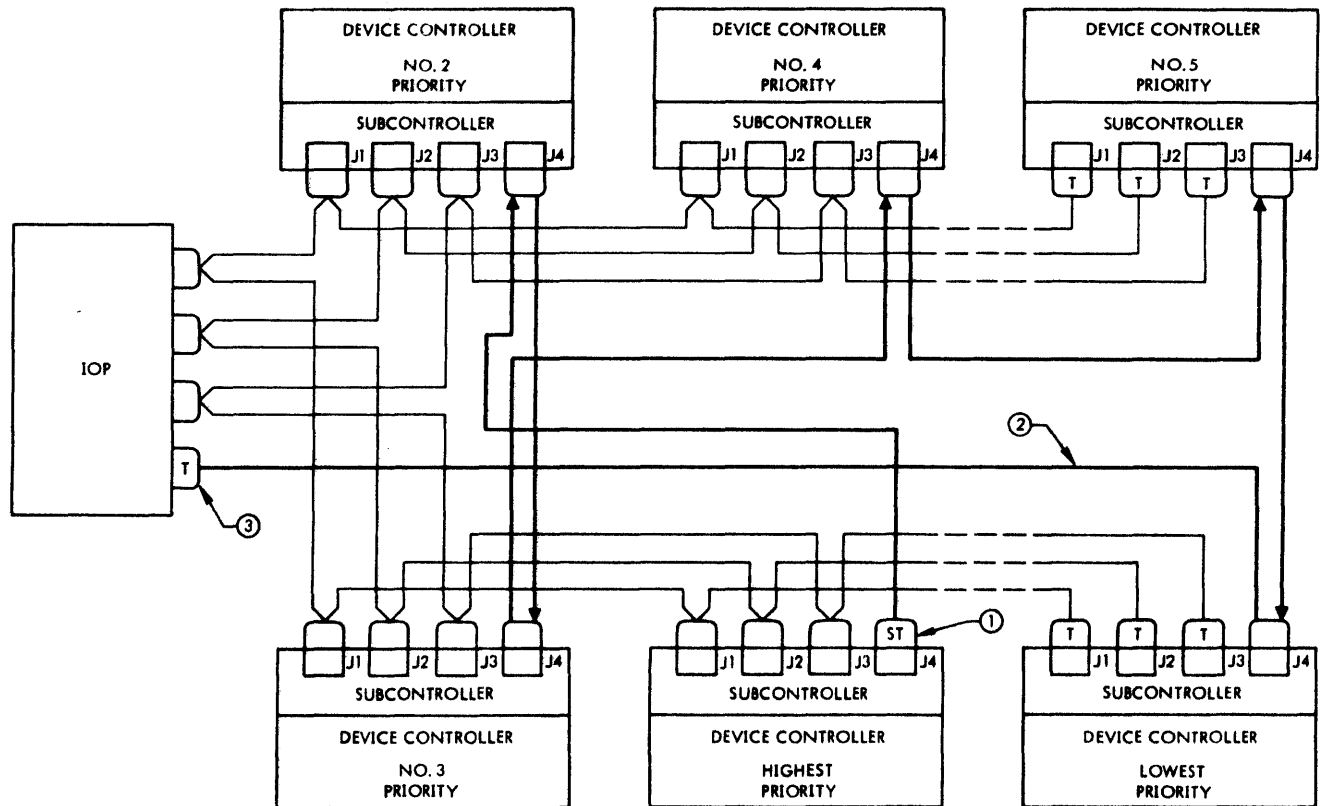 DEVICE CONTROLLER
NO. 2
PRIORITY
SUBCONTROLLER
J1
J2
J3
J4
DEVICE CONTROLLER
NO. 4
PRIORITY
SUBCONTROLLER
J1
J2
J3
J4
DEVICE CONTROLLER
NO. 5
PRIORITY
SUBCONTROLLER
J1
J2
J3
J4
T
T
T
IOP
T
3
2
1
J1
J2
J3
J4
SUBCONTROLLER
DEVICE CONTROLLER
NO. 3
PRIORITY
ST
J1
J2
J3
J4
SUBCONTROLLER
DEVICE CONTROLLER
HIGHEST
PRIORITY
T
T
T
J1
J2
J3
J4
SUBCONTROLLER
DEVICE CONTROLLER
LOWEST
PRIORITY